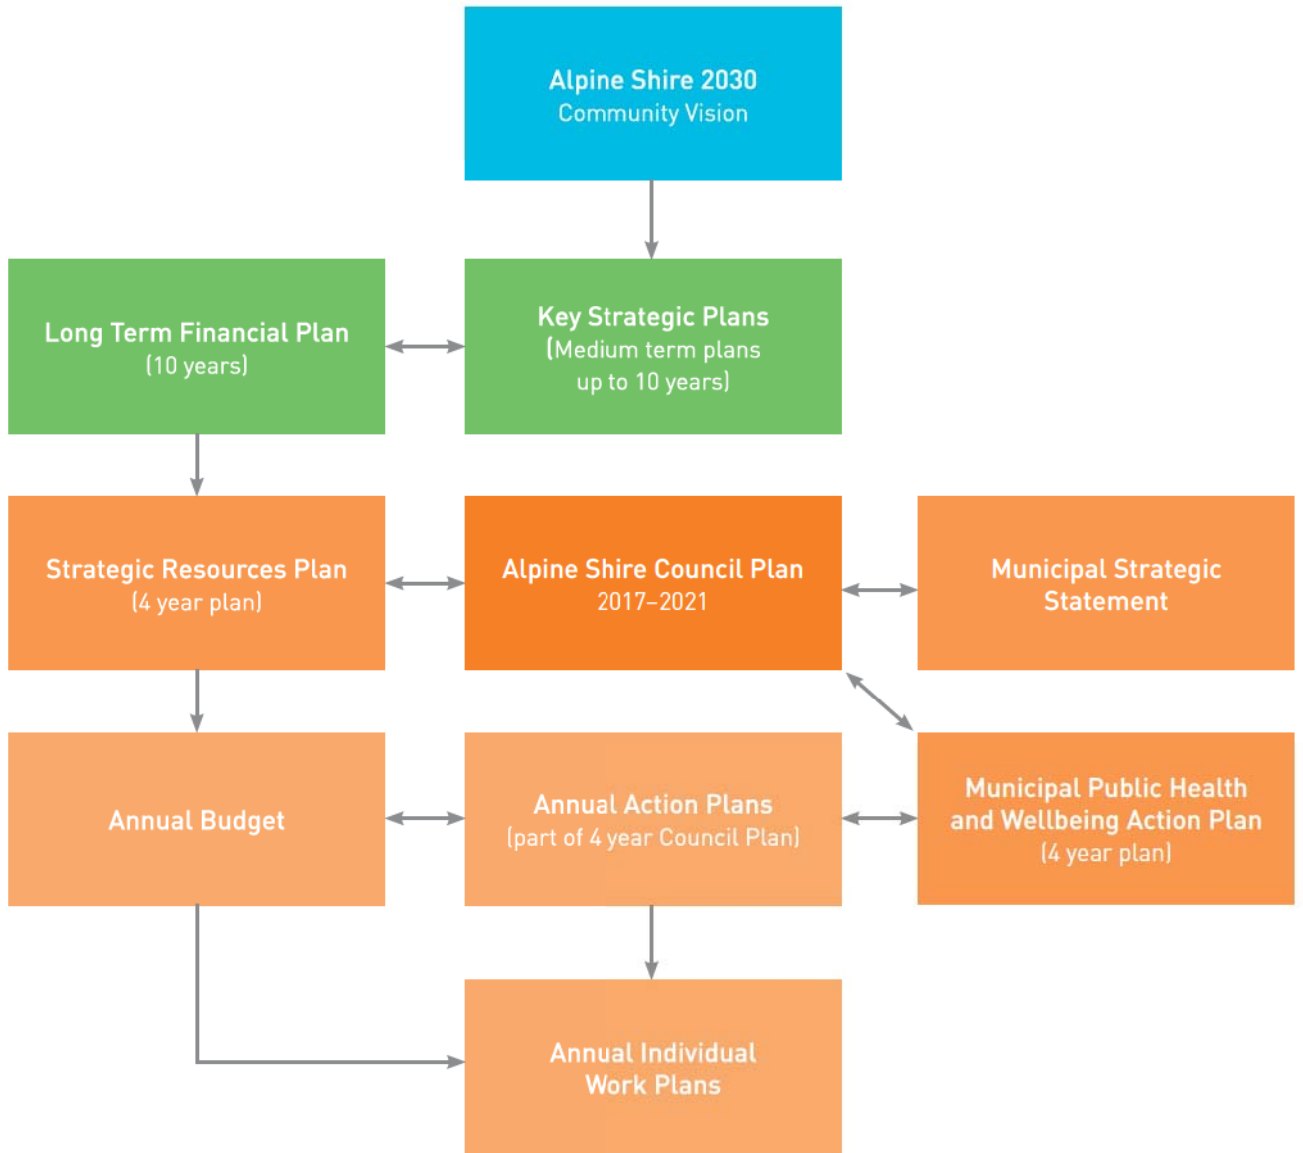 Alpine Shire 2030
Community Vision
Long Term Financial Plan
(10 years)
Key Strategic Plans
(Medium term plans
up to 10 years)
Strategic Resources Plan
(4 year plan)
Alpine Shire Council Plan
2017–2021
Municipal Strategic
Statement
Annual Budget
Annual Action Plans
(part of 4 year Council Plan)
Municipal Public Health
and Wellbeing Action Plan
(4 year plan)
Annual Individual
Work Plans